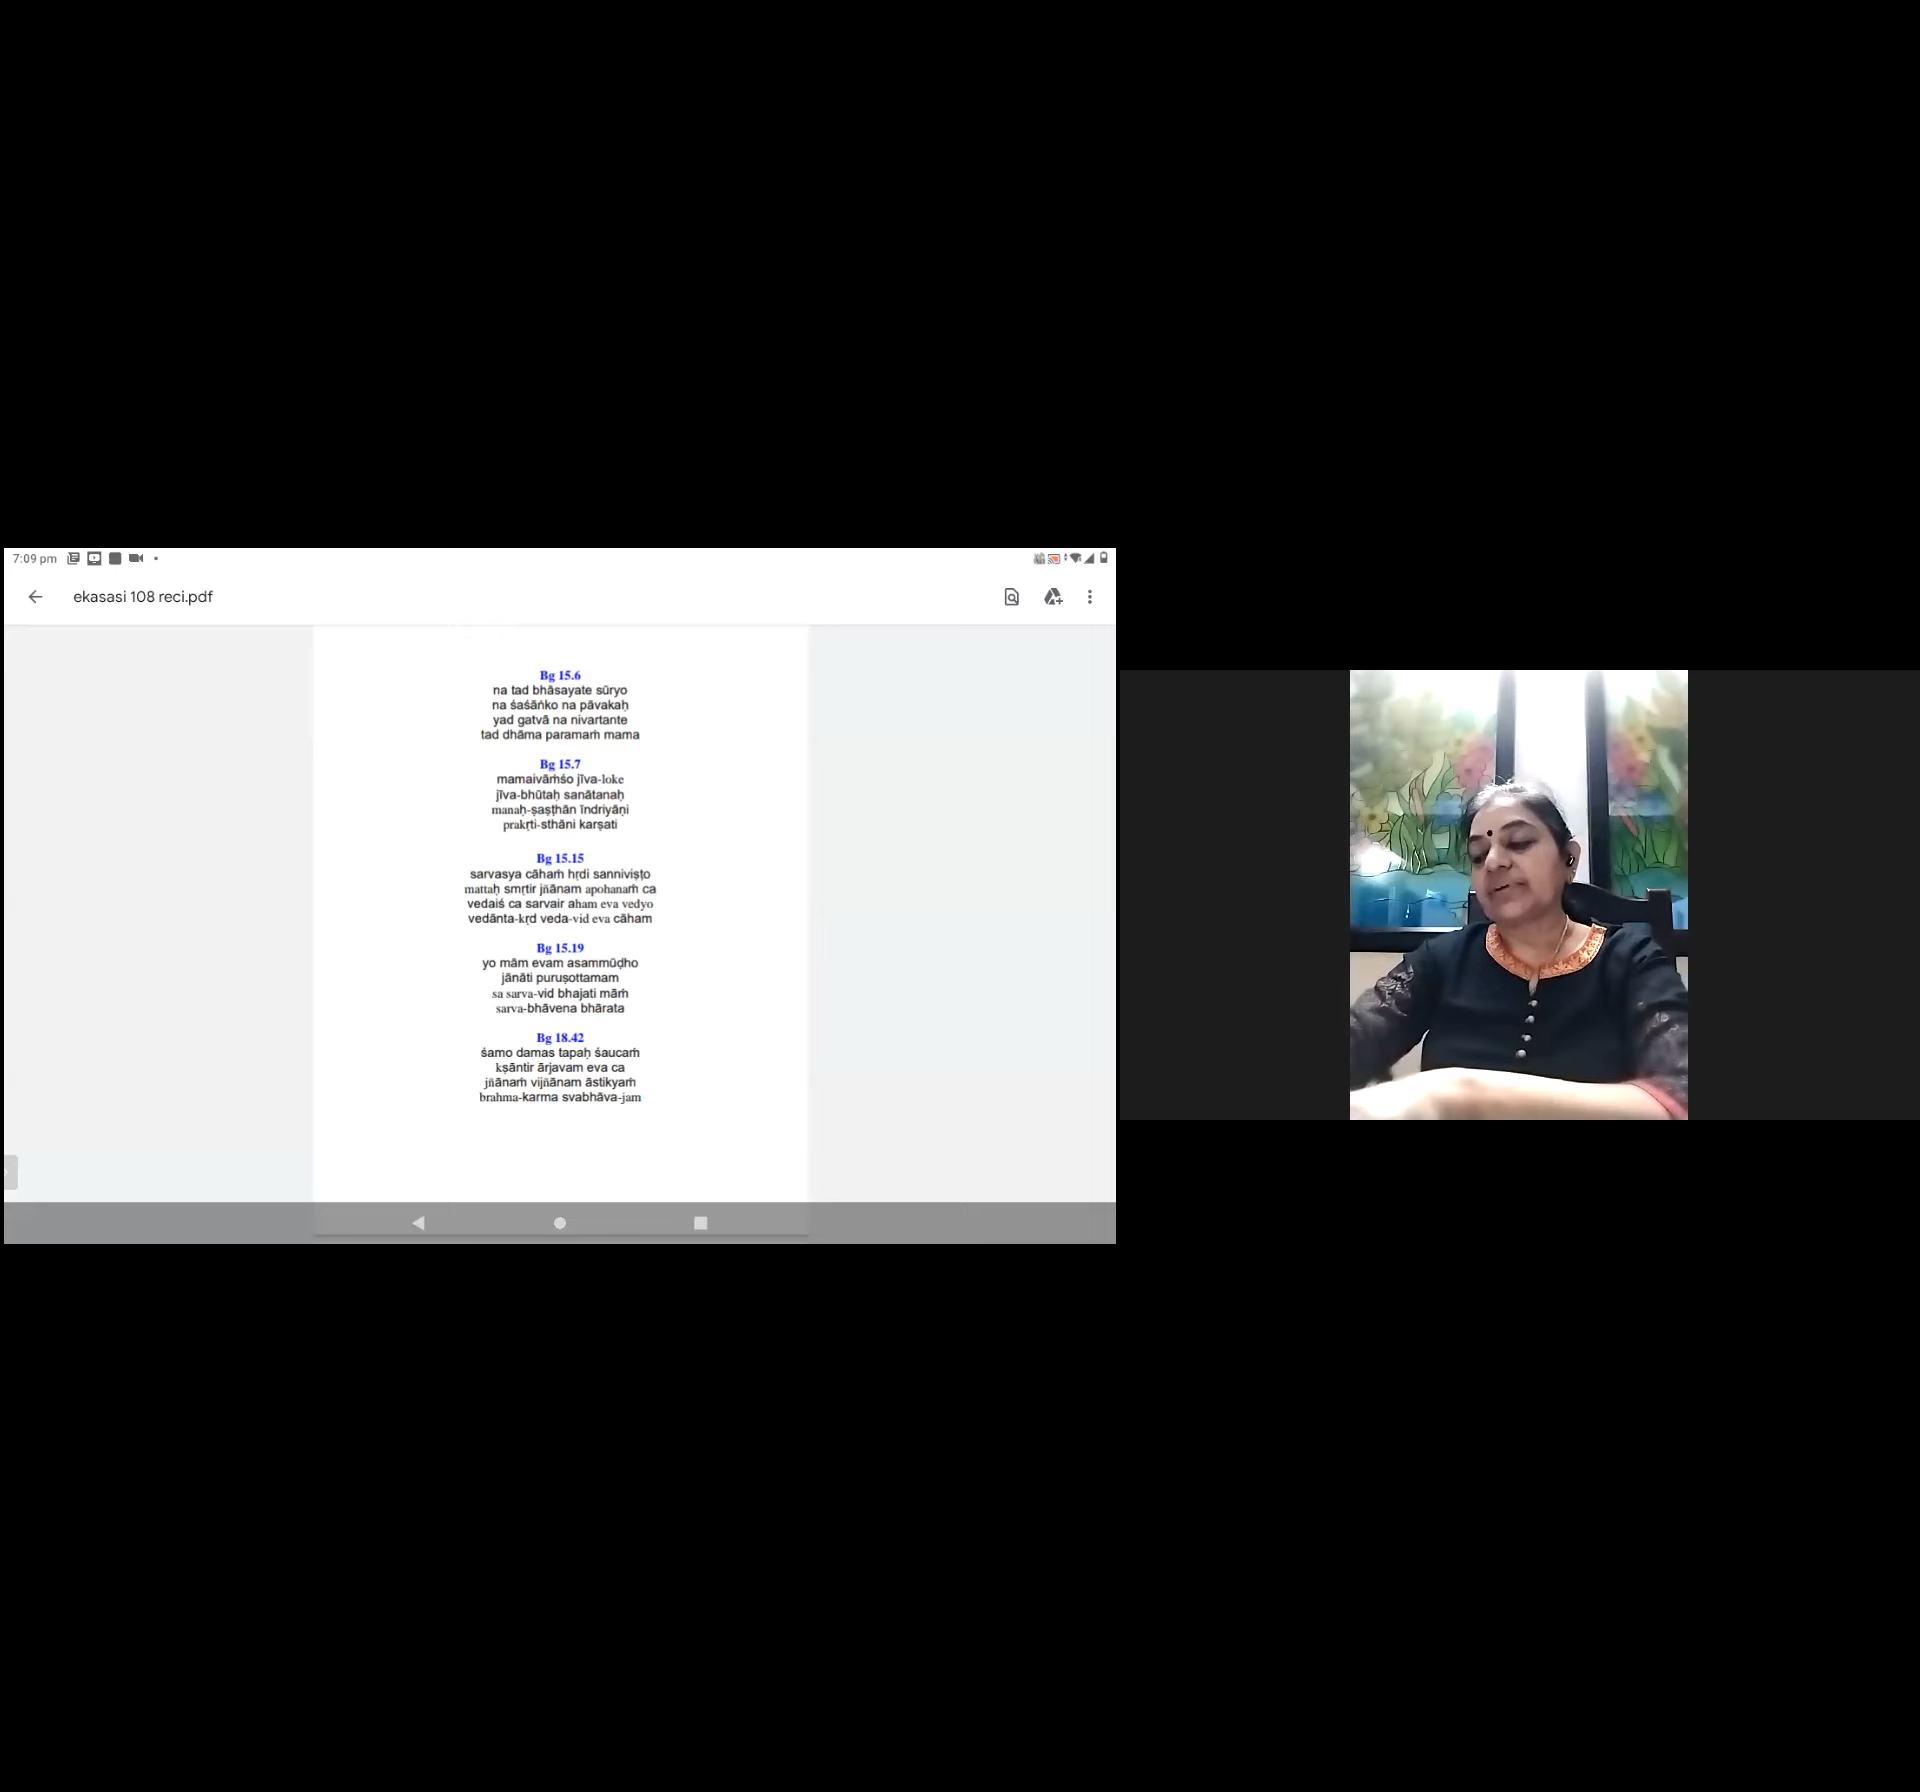 7:09 pm
ekasasi 108 reci.pdf
Bg 15.6
na tad bhāsayate sūryo
na śaśāṅko na pāvakaḥ
yad gatvā na nivartante
tad dhāma paramaṁ mama
Bg 15.7
mamaivāṁśo jīva-loke
jīva-bhūtaḥ sanātanaḥ
manaḥ-ṣaṣṭhān īndriyāṇi
prakṛti-sthāni karṣati
Bg 15.15
sarvasya cāhaṁ hṛdi sanniviṣṭo
mattaḥ smṛtir jñānam apohanaṁ ca
vedaiś ca sarvair aham eva vedyo
vedānta-kṛd veda-vid eva cāham
Bg 15.19
yo mām evam asammūḍho
jānāti puruṣottamam
sa sarva-vid bhajati māṁ
sarva-bhāvena bhārata
Bg 18.42
śamo damas tapaḥ śaucaṁ
kṣāntir ārjavam eva ca
jñānaṁ vijñānam āstikyaṁ
brahma-karma svabhāva-jam